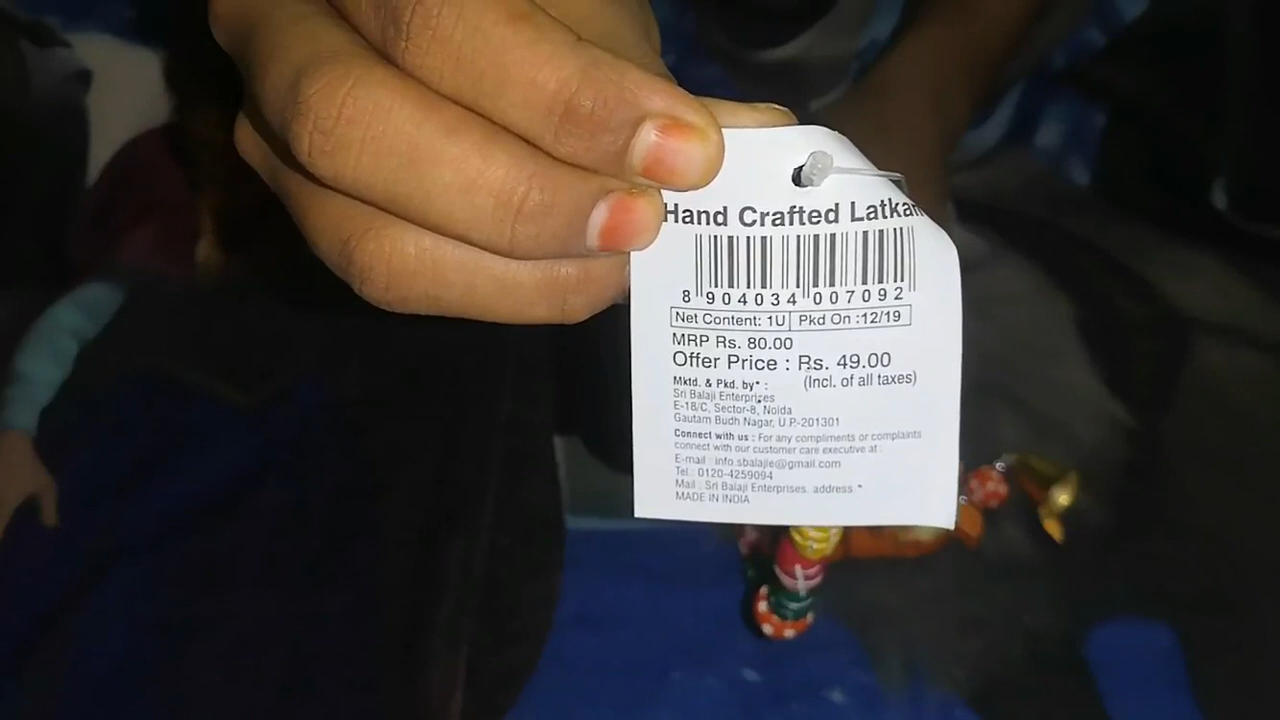 Hand Crafted Latkan
8 904034 007092
Net Content: 1U Pkd On :12/19
MRP Rs. 80.00
Offer Price : Rs. 49.00
(Incl. of all taxes)
Mktd. & Pkd. by* :
Sri Balaji Enterprises
E-18/C, Sector-8, Noida
Gautam Budh Nagar, U.P.-201301
Connect with us : For any compliments or complaints
connect with our customer care executive at :
E-mail : info.sbalajie@gmail.com
Tel : 0120-4259094
Mail : Sri Balaji Enterprises. address *
MADE IN INDIA